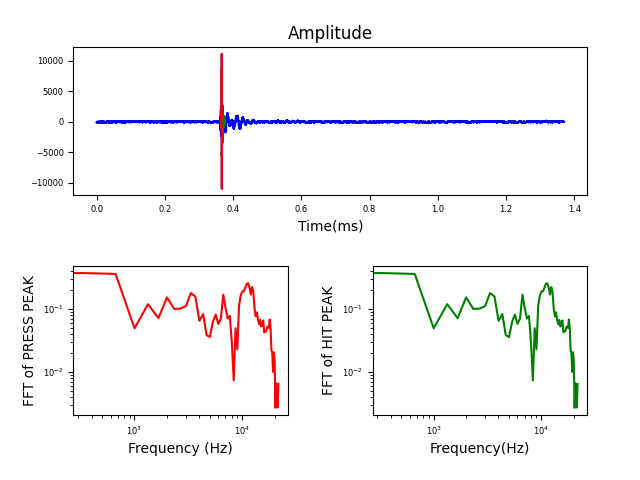 Amplitude
10000
5000
0
−5000
−10000
0.0 0.2 0.4 0.6 0.8 1.0 1.2 1.4
Time(ms)
FFT of PRESS PEAK
10⁻¹
10⁻²
10³ 10⁴
Frequency (Hz)
FFT of HIT PEAK
10⁻¹
10⁻²
10³ 10⁴
Frequency(Hz)